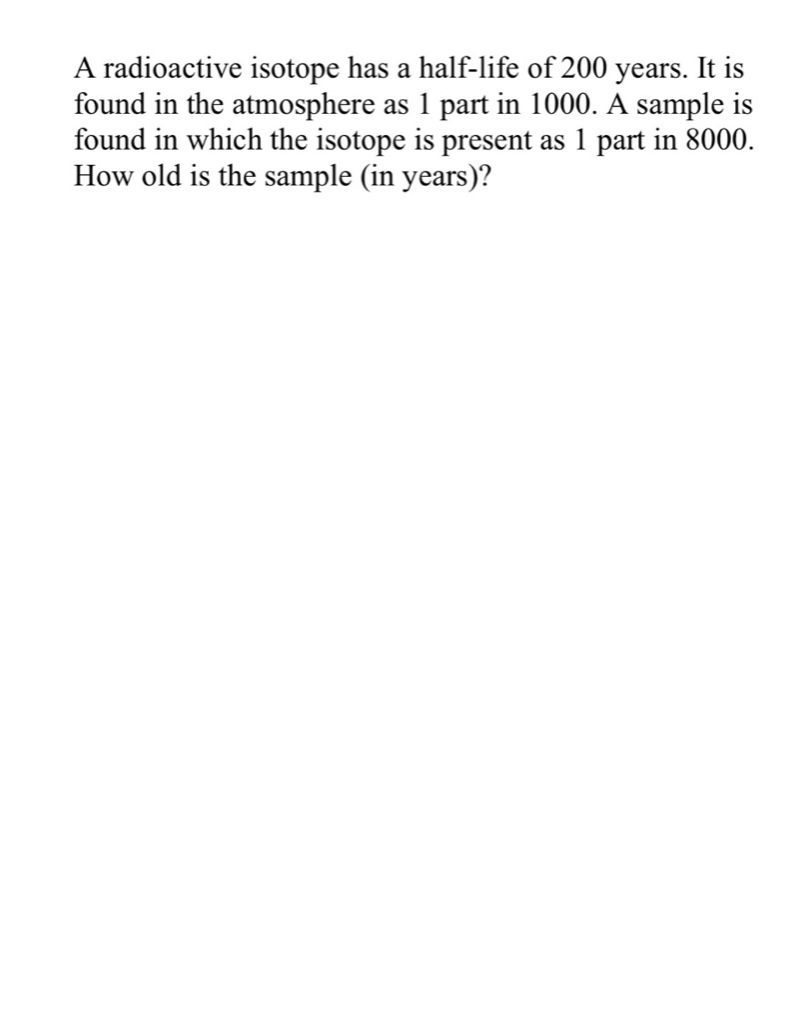 A radioactive isotope has a half-life of 200 years. It is
found in the atmosphere as 1 part in 1000. A sample is
found in which the isotope is present as 1 part in 8000.
How old is the sample (in years)?